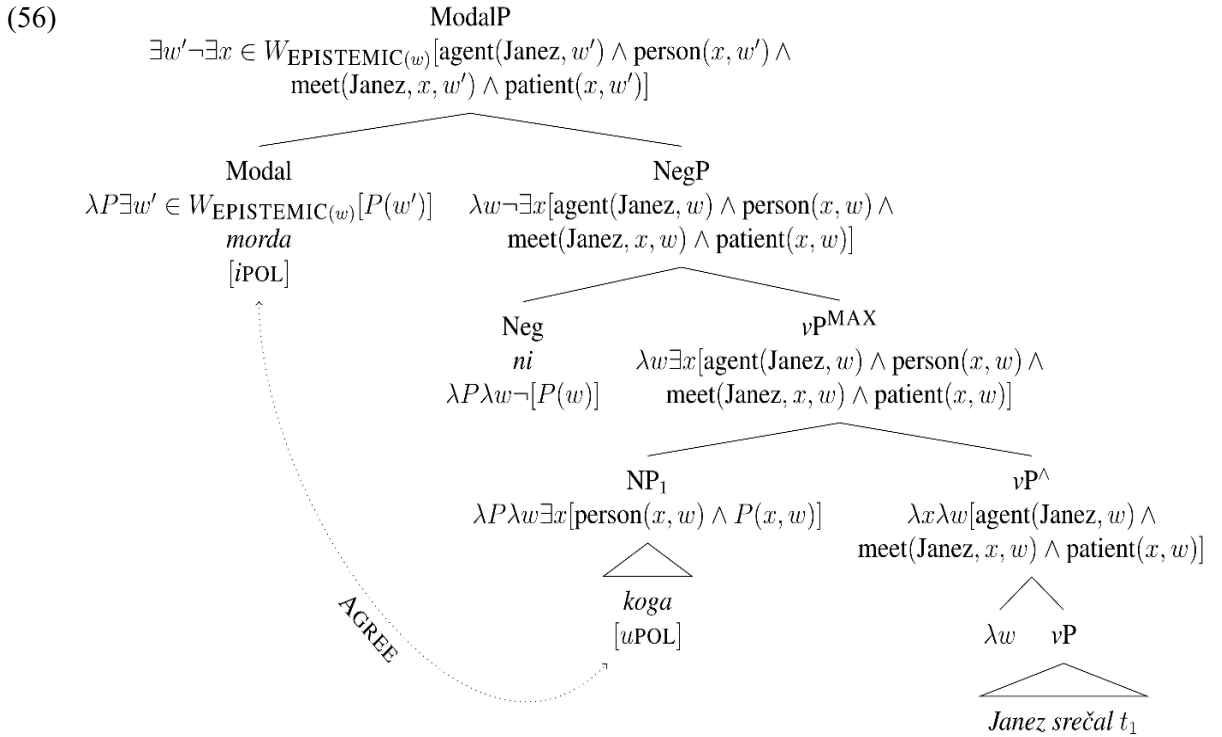 (56)
ModalP
∃w′¬∃x ∈ W_EPISTEMIC(w)[agent(Janez, w′) ∧ person(x, w′) ∧
meet(Janez, x, w′) ∧ patient(x, w′)]
Modal
λP∃w′ ∈ W_EPISTEMIC(w)[P(w′)]
morda
[iPOL]
NegP
λw¬∃x[agent(Janez, w) ∧ person(x, w) ∧
meet(Janez, x, w) ∧ patient(x, w)]
Neg
ni
λPλw¬[P(w)]
vP^MAX
λw∃x[agent(Janez, w) ∧ person(x, w) ∧
meet(Janez, x, w) ∧ patient(x, w)]
NP₁
λPλw∃x[person(x, w) ∧ P(x, w)]
koga
[uPOL]
vP^∧
λxλw[agent(Janez, w) ∧
meet(Janez, x, w) ∧ patient(x, w)]
λw vP
Janez srečal t₁
AGREE